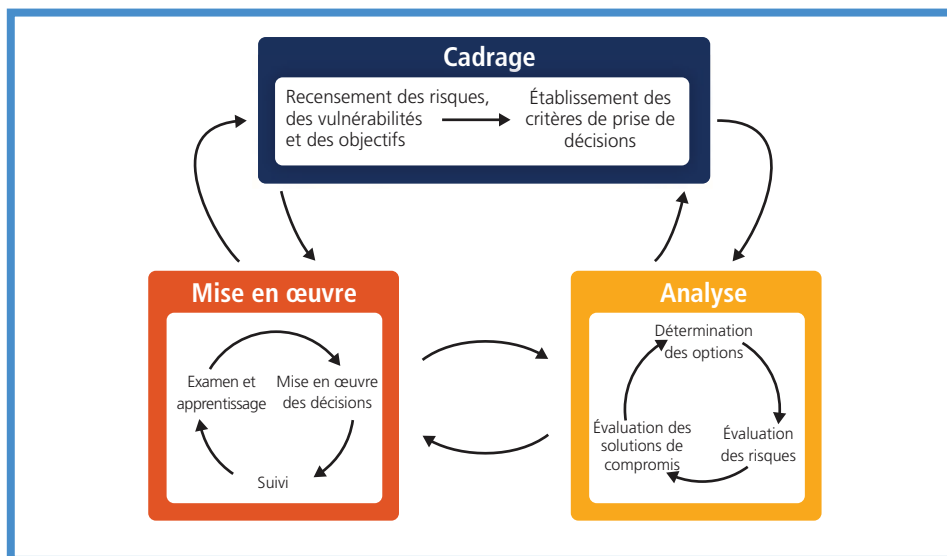 Cadrage
Recensement des risques,
des vulnérabilités
et des objectifs
Établissement des
critères de prise de
décisions
Mise en œuvre
Examen et
apprentissage
Mise en œuvre
des décisions
Suivi
Analyse
Détermination
des options
Évaluation des
solutions de
compromis
Évaluation
des risques